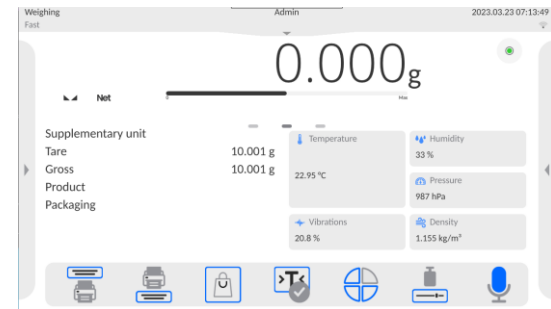 Weighing Admin 2023.03.23 07:13:49
Fast
0.000g
Net
0 Max
Supplementary unit
Tare 10.001 g
Gross 10.001 g
Product
Packaging
Temperature
22.95 °C
Humidity
33 %
Pressure
987 hPa
Vibrations
20.8 %
Density
1.155 kg/m³
>T<